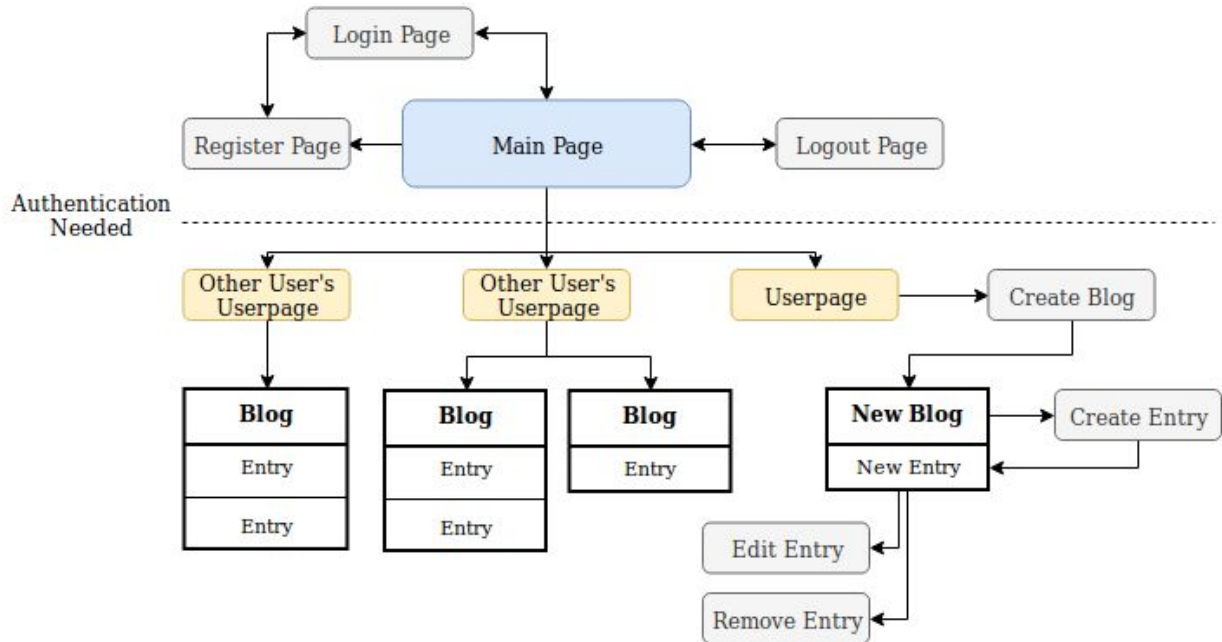 Login Page
Register Page
Main Page
Logout Page
Authentication
Needed
Other User's
Userpage
Other User's
Userpage
Userpage
Create Blog
Blog
Entry
Entry
Blog
Entry
Entry
Blog
Entry
New Blog
New Entry
Create Entry
Edit Entry
Remove Entry